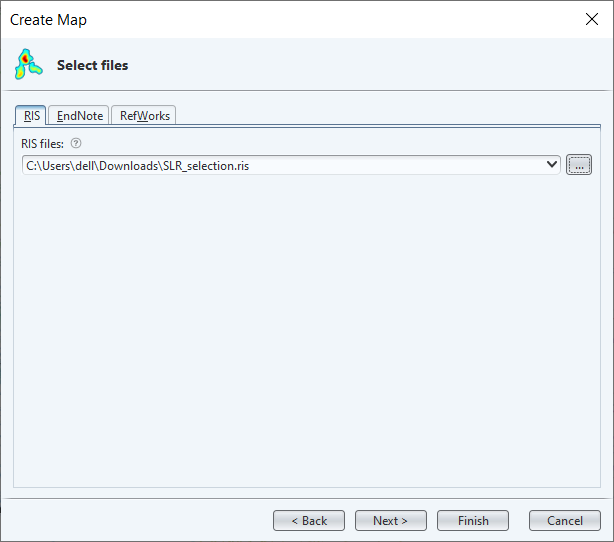 Create Map
Select files
RIS EndNote RefWorks
RIS files: ?
C:\Users\dell\Downloads\SLR_selection.ris ...
< Back Next > Finish Cancel